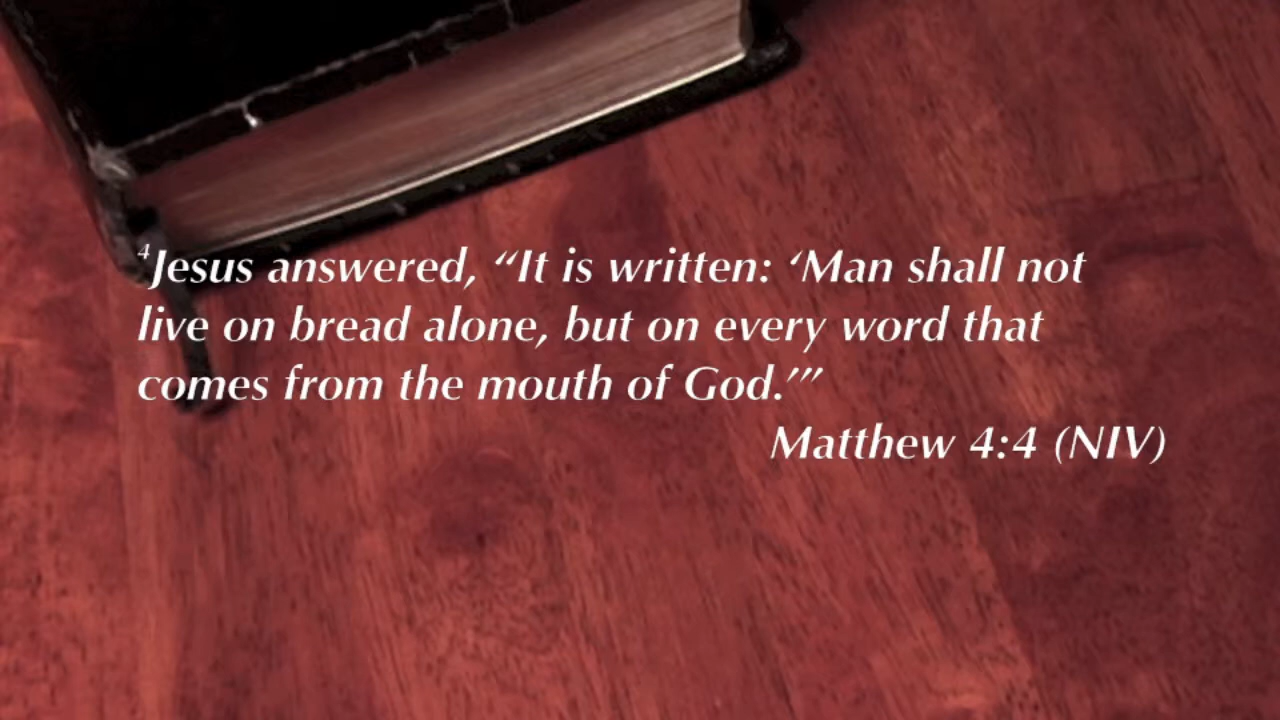 ⁴Jesus answered, “It is written: ‘Man shall not
live on bread alone, but on every word that
comes from the mouth of God.’”
Matthew 4:4 (NIV)